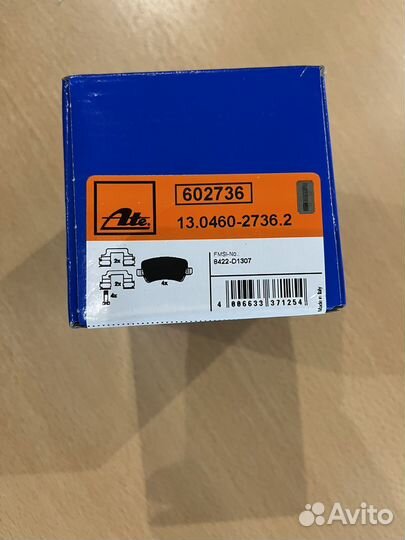 Ate
602736
13.0460-2736.2
2x
2x
4x
4x
FMSI-No.:
8422-D1307
4 006633 371254
Made in Italy
Avito